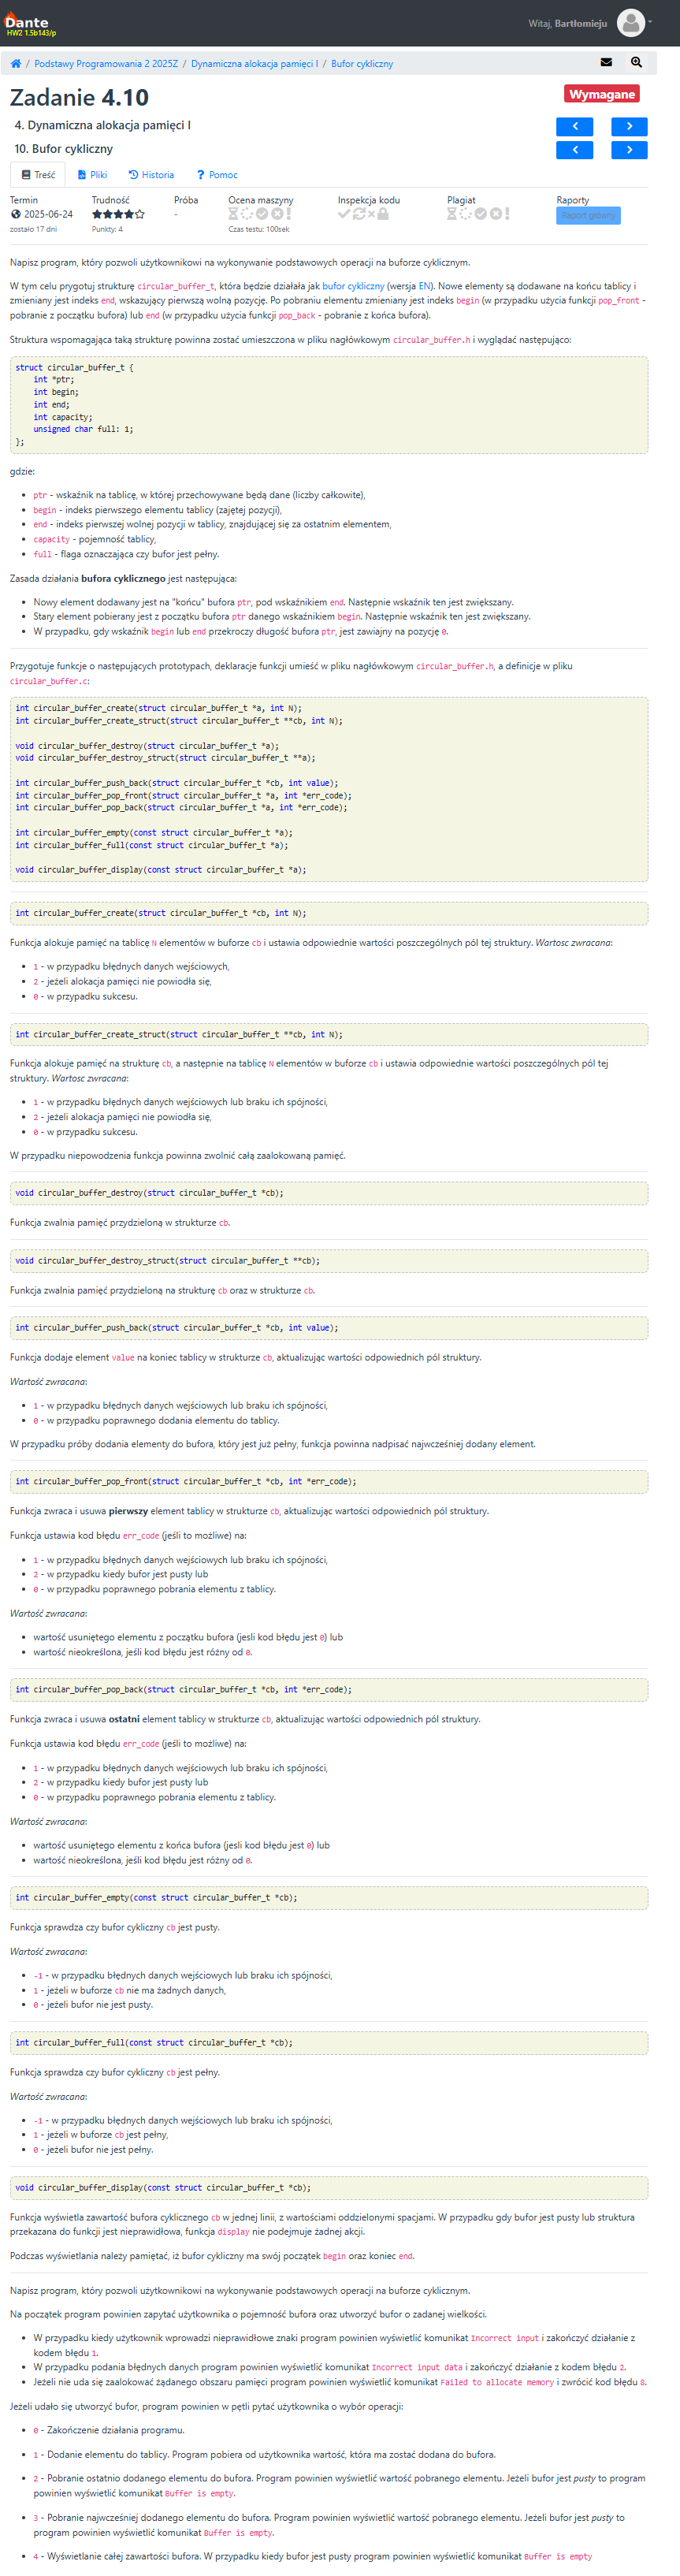 Dante
HWZ 1.5b143/p
Witaj, Bartłomieju
/ Podstawy Programowania 2 2025Z / Dynamiczna alokacja pamięci I / Bufor cykliczny
Zadanie 4.10
Wymagane
4. Dynamiczna alokacja pamięci I
10. Bufor cykliczny
Treść Pliki Historia Pomoc
Termin Trudność Próba Ocena maszyny Inspekcja kodu Plagiat Raporty
2025-06-24 - Raport główny
zostało 17 dni Punkty: 4 Czas testu: 100sek
Napisz program, który pozwoli użytkownikowi na wykonywanie podstawowych operacji na buforze cyklicznym.
W tym celu przygotuj strukturę circular_buffer_t, która będzie działała jak bufor cykliczny (wersja EN). Nowe elementy są dodawane na końcu tablicy i
zmieniany jest indeks end, wskazujący pierwszą wolną pozycję. Po pobraniu elementu zmieniany jest indeks begin (w przypadku użycia funkcji pop_front -
pobranie z początku bufora) lub end (w przypadku użycia funkcji pop_back - pobranie z końca bufora).
Struktura wspomagająca taką strukturę powinna zostać umieszczona w pliku nagłówkowym circular_buffer.h i wyglądać następująco:
struct circular_buffer_t {
int *ptr;
int begin;
int end;
int capacity;
unsigned char full: 1;
};
gdzie:
• ptr - wskaźnik na tablicę, w której przechowywane będą dane (liczby całkowite),
• begin - indeks pierwszego elementu tablicy (zajętej pozycji),
• end - indeks pierwszej wolnej pozycji w tablicy, znajdującej się za ostatnim elementem,
• capacity - pojemność tablicy,
• full - flaga oznaczająca czy bufor jest pełny.
Zasada działania bufora cyklicznego jest następująca:
• Nowy element dodawany jest na "końcu" bufora ptr, pod wskaźnikiem end. Następnie wskaźnik ten jest zwiększany.
• Stary element pobierany jest z początku bufora ptr danego wskaźnikiem begin. Następnie wskaźnik ten jest zwiększany.
• W przypadku, gdy wskaźnik begin lub end przekroczy długość bufora ptr, jest zawijany na pozycję 0.
Przygotuje funkcje o następujących prototypach, deklaracje funkcji umieść w pliku nagłówkowym circular_buffer.h, a definicje w pliku
circular_buffer.c:
int circular_buffer_create(struct circular_buffer_t *a, int N);
int circular_buffer_create_struct(struct circular_buffer_t **cb, int N);
void circular_buffer_destroy(struct circular_buffer_t *a);
void circular_buffer_destroy_struct(struct circular_buffer_t **a);
int circular_buffer_push_back(struct circular_buffer_t *cb, int value);
int circular_buffer_pop_front(struct circular_buffer_t *a, int *err_code);
int circular_buffer_pop_back(struct circular_buffer_t *a, int *err_code);
int circular_buffer_empty(const struct circular_buffer_t *a);
int circular_buffer_full(const struct circular_buffer_t *a);
void circular_buffer_display(const struct circular_buffer_t *a);
int circular_buffer_create(struct circular_buffer_t *cb, int N);
Funkcja alokuje pamięć na tablicę N elementów w buforze cb i ustawia odpowiednie wartości poszczególnych pól tej struktury. Wartosc zwracana:
• 1 - w przypadku błędnych danych wejściowych,
• 2 - jeżeli alokacja pamięci nie powiodła się,
• 0 - w przypadku sukcesu.
int circular_buffer_create_struct(struct circular_buffer_t **cb, int N);
Funkcja alokuje pamięć na strukturę cb, a następnie na tablicę N elementów w buforze cb i ustawia odpowiednie wartości poszczególnych pól tej
struktury. Wartosc zwracana:
• 1 - w przypadku błędnych danych wejściowych lub braku ich spójności,
• 2 - jeżeli alokacja pamięci nie powiodła się,
• 0 - w przypadku sukcesu.
W przypadku niepowodzenia funkcja powinna zwolnić całą zaalokowaną pamięć.
void circular_buffer_destroy(struct circular_buffer_t *cb);
Funkcja zwalnia pamięć przydzieloną w strukturze cb.
void circular_buffer_destroy_struct(struct circular_buffer_t **cb);
Funkcja zwalnia pamięć przydzieloną na strukturę cb oraz w strukturze cb.
int circular_buffer_push_back(struct circular_buffer_t *cb, int value);
Funkcja dodaje element value na koniec tablicy w strukturze cb, aktualizując wartości odpowiednich pól struktury.
Wartość zwracana:
• 1 - w przypadku błędnych danych wejściowych lub braku ich spójności,
• 0 - w przypadku poprawnego dodania elementu do tablicy.
W przypadku próby dodania elementy do bufora, który jest już pełny, funkcja powinna nadpisać najwcześniej dodany element.
int circular_buffer_pop_front(struct circular_buffer_t *cb, int *err_code);
Funkcja zwraca i usuwa pierwszy element tablicy w strukturze cb, aktualizując wartości odpowiednich pól struktury.
Funkcja ustawia kod błędu err_code (jeśli to możliwe) na:
• 1 - w przypadku błędnych danych wejściowych lub braku ich spójności,
• 2 - w przypadku kiedy bufor jest pusty lub
• 0 - w przypadku poprawnego pobrania elementu z tablicy.
Wartość zwracana:
• wartość usuniętego elementu z początku bufora (jesli kod błędu jest 0) lub
• wartość nieokreślona, jeśli kod błędu jest różny od 0.
int circular_buffer_pop_back(struct circular_buffer_t *cb, int *err_code);
Funkcja zwraca i usuwa ostatni element tablicy w strukturze cb, aktualizując wartości odpowiednich pól struktury.
Funkcja ustawia kod błędu err_code (jeśli to możliwe) na:
• 1 - w przypadku błędnych danych wejściowych lub braku ich spójności,
• 2 - w przypadku kiedy bufor jest pusty lub
• 0 - w przypadku poprawnego pobrania elementu z tablicy.
Wartość zwracana:
• wartość usuniętego elementu z końca bufora (jesli kod błędu jest 0) lub
• wartość nieokreślona, jeśli kod błędu jest różny od 0.
int circular_buffer_empty(const struct circular_buffer_t *cb);
Funkcja sprawdza czy bufor cykliczny cb jest pusty.
Wartość zwracana:
• -1 - w przypadku błędnych danych wejściowych lub braku ich spójności,
• 1 - jeżeli w buforze cb nie ma żadnych danych,
• 0 - jeżeli bufor nie jest pusty.
int circular_buffer_full(const struct circular_buffer_t *cb);
Funkcja sprawdza czy bufor cykliczny cb jest pełny.
Wartość zwracana:
• -1 - w przypadku błędnych danych wejściowych lub braku ich spójności,
• 1 - jeżeli w buforze cb jest pełny,
• 0 - jeżeli bufor nie jest pełny.
void circular_buffer_display(const struct circular_buffer_t *cb);
Funkcja wyświetla zawartość bufora cyklicznego cb w jednej linii, z wartościami oddzielonymi spacjami. W przypadku gdy bufor jest pusty lub struktura
przekazana do funkcji jest nieprawidłowa, funkcja display nie podejmuje żadnej akcji.
Podczas wyświetlania należy pamiętać, iż bufor cykliczny ma swój początek begin oraz koniec end.
Napisz program, który pozwoli użytkownikowi na wykonywanie podstawowych operacji na buforze cyklicznym.
Na początek program powinien zapytać użytkownika o pojemność bufora oraz utworzyć bufor o zadanej wielkości.
• W przypadku kiedy użytkownik wprowadzi nieprawidłowe znaki program powinien wyświetlić komunikat Incorrect input i zakończyć działanie z
kodem błędu 1.
• W przypadku podania błędnych danych program powinien wyświetlić komunikat Incorrect input data i zakończyć działanie z kodem błędu 2.
• Jeżeli nie uda się zaalokować żądanego obszaru pamięci program powinien wyświetlić komunikat Failed to allocate memory i zwrócić kod błędu 8.
Jeżeli udało się utworzyć bufor, program powinien w pętli pytać użytkownika o wybór operacji:
• 0 - Zakończenie działania programu.
• 1 - Dodanie elementu do tablicy. Program pobiera od użytkownika wartość, która ma zostać dodana do bufora.
• 2 - Pobranie ostatnio dodanego elementu do bufora. Program powinien wyświetlić wartość pobranego elementu. Jeżeli bufor jest pusty to program
powinien wyświetlić komunikat Buffer is empty.
• 3 - Pobranie najwcześniej dodanego elementu do bufora. Program powinien wyświetlić wartość pobranego elementu. Jeżeli bufor jest pusty to
program powinien wyświetlić komunikat Buffer is empty.
• 4 - Wyświetlanie całej zawartości bufora. W przypadku kiedy bufor jest pusty program powinien wyświetlić komunikat Buffer is empty